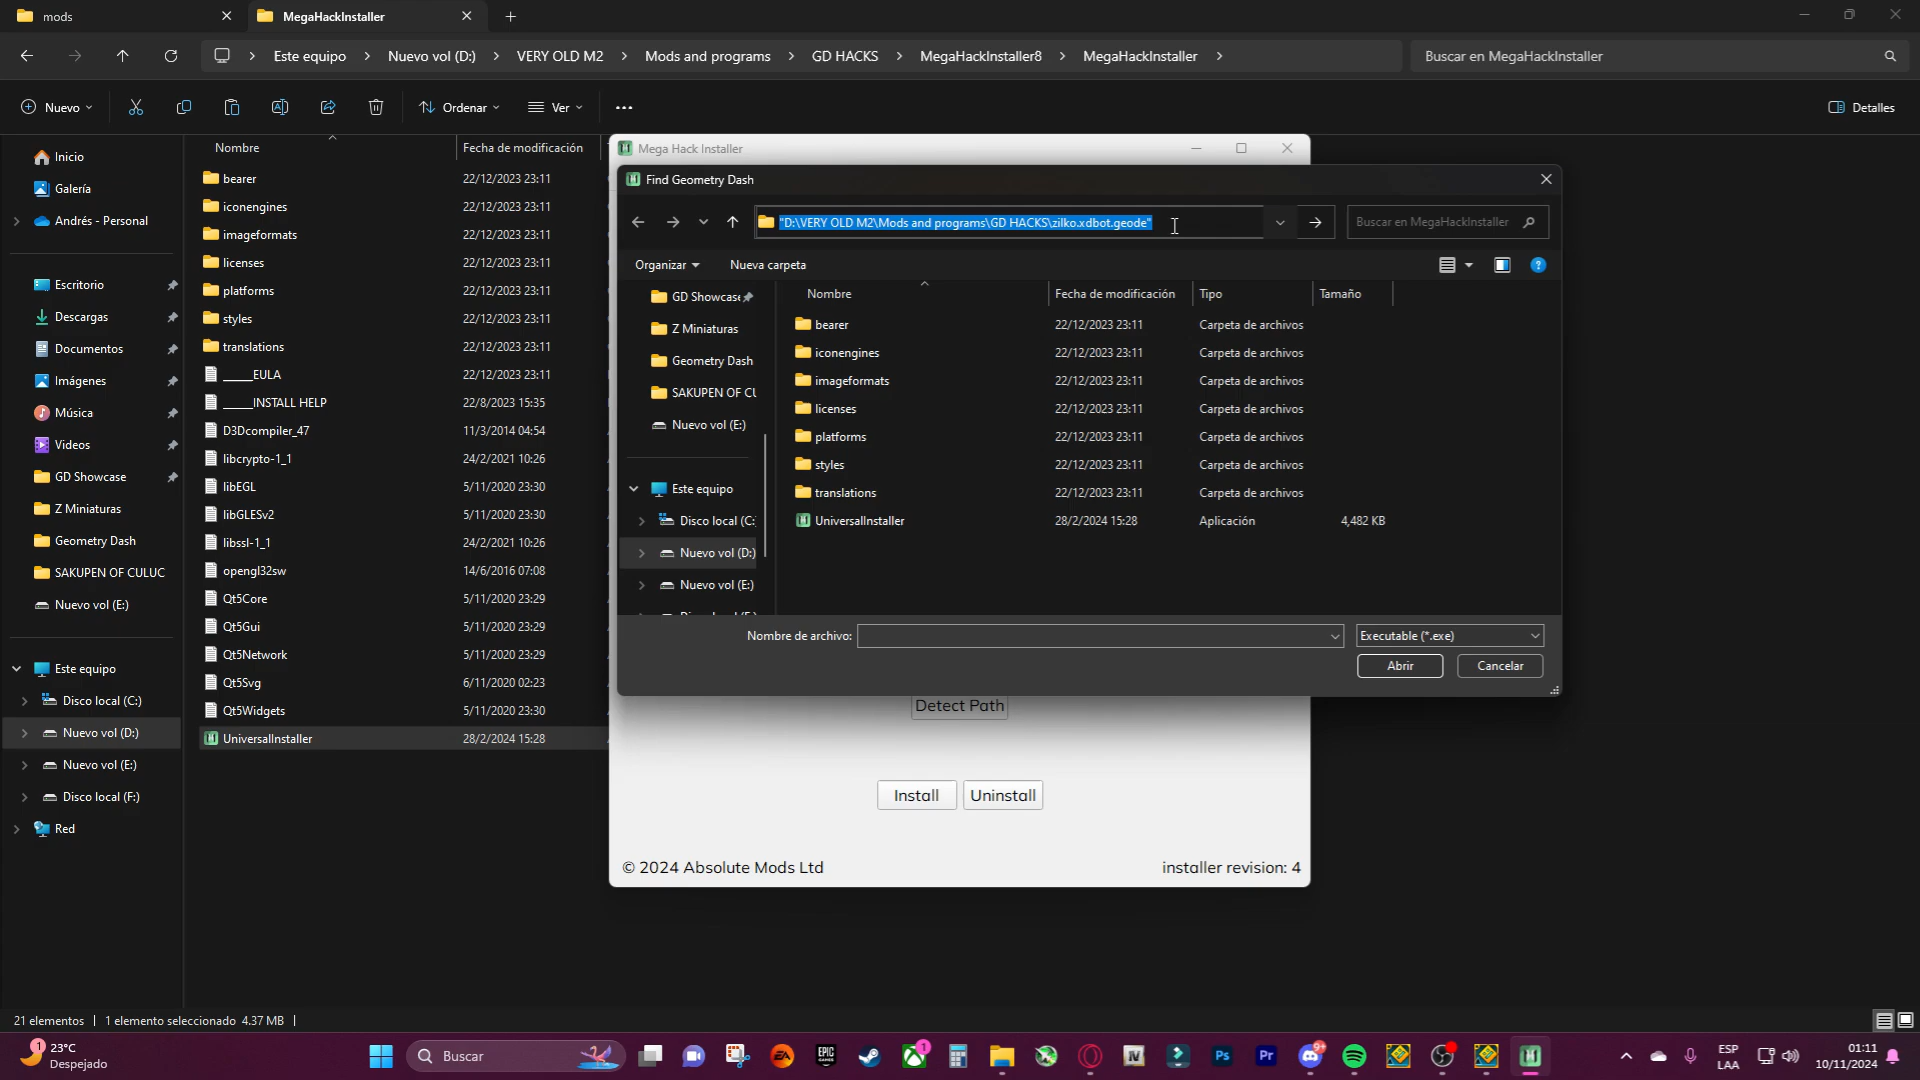 mods
MegaHackInstaller
Este equipo
Nuevo vol (D:)
VERY OLD M2
Mods and programs
GD HACKS
MegaHackInstaller8
MegaHackInstaller
Buscar en MegaHackInstaller
Nuevo
Ordenar
Ver
Detalles
Inicio
Galería
Andrés - Personal
Escritorio
Descargas
Documentos
Imágenes
Música
Videos
GD Showcase
Z Miniaturas
Geometry Dash
SAKUPEN OF CULUC
Nuevo vol (E:)
Este equipo
Disco local (C:)
Nuevo vol (D:)
Nuevo vol (E:)
Disco local (F:)
Red
Nombre Fecha de modificación
bearer 22/12/2023 23:11
iconengines 22/12/2023 23:11
imageformats 22/12/2023 23:11
licenses 22/12/2023 23:11
platforms 22/12/2023 23:11
styles 22/12/2023 23:11
translations 22/12/2023 23:11
_____EULA 22/12/2023 23:11
_____INSTALL HELP 22/8/2023 15:35
D3Dcompiler_47 11/3/2014 04:54
libcrypto-1_1 24/2/2021 10:26
libEGL 5/11/2020 23:30
libGLESv2 5/11/2020 23:30
libssl-1_1 24/2/2021 10:26
opengl32sw 14/6/2016 07:08
Qt5Core 5/11/2020 23:29
Qt5Gui 5/11/2020 23:29
Qt5Network 5/11/2020 23:29
Qt5Svg 6/11/2020 02:23
Qt5Widgets 5/11/2020 23:30
UniversalInstaller 28/2/2024 15:28
Mega Hack Installer
Find Geometry Dash
"D:\VERY OLD M2\Mods and programs\GD HACKS\zilko.xdbot.geode"
Buscar en MegaHackInstaller
Organizar
Nueva carpeta
GD Showcase
Z Miniaturas
Geometry Dash
SAKUPEN OF CU
Nuevo vol (E:)
Este equipo
Disco local (C:
Nuevo vol (D:)
Nuevo vol (E:)
Nombre Fecha de modificación Tipo Tamaño
bearer 22/12/2023 23:11 Carpeta de archivos
iconengines 22/12/2023 23:11 Carpeta de archivos
imageformats 22/12/2023 23:11 Carpeta de archivos
licenses 22/12/2023 23:11 Carpeta de archivos
platforms 22/12/2023 23:11 Carpeta de archivos
styles 22/12/2023 23:11 Carpeta de archivos
translations 22/12/2023 23:11 Carpeta de archivos
UniversalInstaller 28/2/2024 15:28 Aplicación 4,482 KB
Nombre de archivo:
Executable (*.exe)
Abrir
Cancelar
Detect Path
Install
Uninstall
© 2024 Absolute Mods Ltd
installer revision: 4
21 elementos
1 elemento seleccionado 4.37 MB
1
23°C
Despejado
Buscar
EA
EPIC GAMES
1
Ps
Pr
9+
ESP
LAA
01:11
10/11/2024